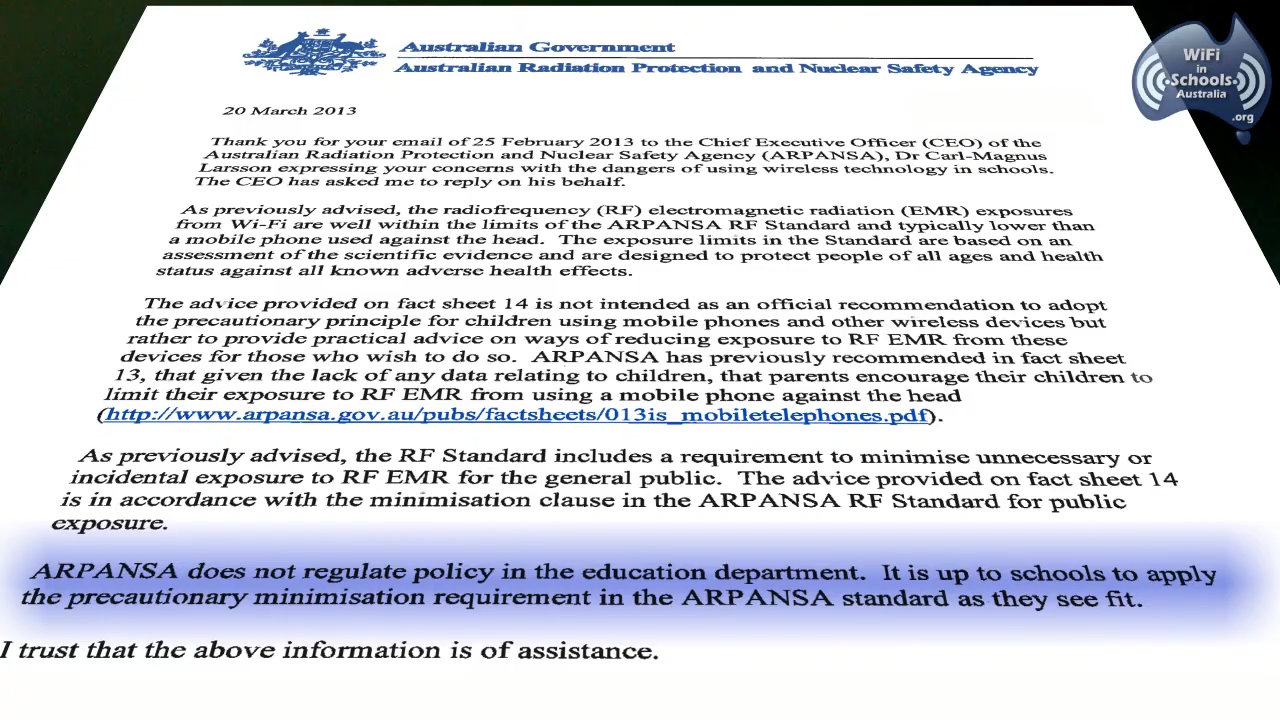 Australian Government
Australian Radiation Protection and Nuclear Safety Agency
WiFi
in
Schools
Australia
.org
20 March 2013
Thank you for your email of 25 February 2013 to the Chief Executive Officer (CEO) of the
Australian Radiation Protection and Nuclear Safety Agency (ARPANSA), Dr Carl-Magnus
Larsson expressing your concerns with the dangers of using wireless technology in schools.
The CEO has asked me to reply on his behalf.
As previously advised, the radiofrequency (RF) electromagnetic radiation (EMR) exposures
from Wi-Fi are well within the limits of the ARPANSA RF Standard and typically lower than
a mobile phone used against the head. The exposure limits in the Standard are based on an
assessment of the scientific evidence and are designed to protect people of all ages and health
status against all known adverse health effects.
The advice provided on fact sheet 14 is not intended as an official recommendation to adopt
the precautionary principle for children using mobile phones and other wireless devices but
rather to provide practical advice on ways of reducing exposure to RF EMR from these
devices for those who wish to do so. ARPANSA has previously recommended in fact sheet
13, that given the lack of any data relating to children, that parents encourage their children to
limit their exposure to RF EMR from using a mobile phone against the head
(http://www.arpansa.gov.au/pubs/factsheets/013is_mobiletelephones.pdf).
As previously advised, the RF Standard includes a requirement to minimise unnecessary or
incidental exposure to RF EMR for the general public. The advice provided on fact sheet 14
is in accordance with the minimisation clause in the ARPANSA RF Standard for public
exposure.
ARPANSA does not regulate policy in the education department. It is up to schools to apply
the precautionary minimisation requirement in the ARPANSA standard as they see fit.
I trust that the above information is of assistance.